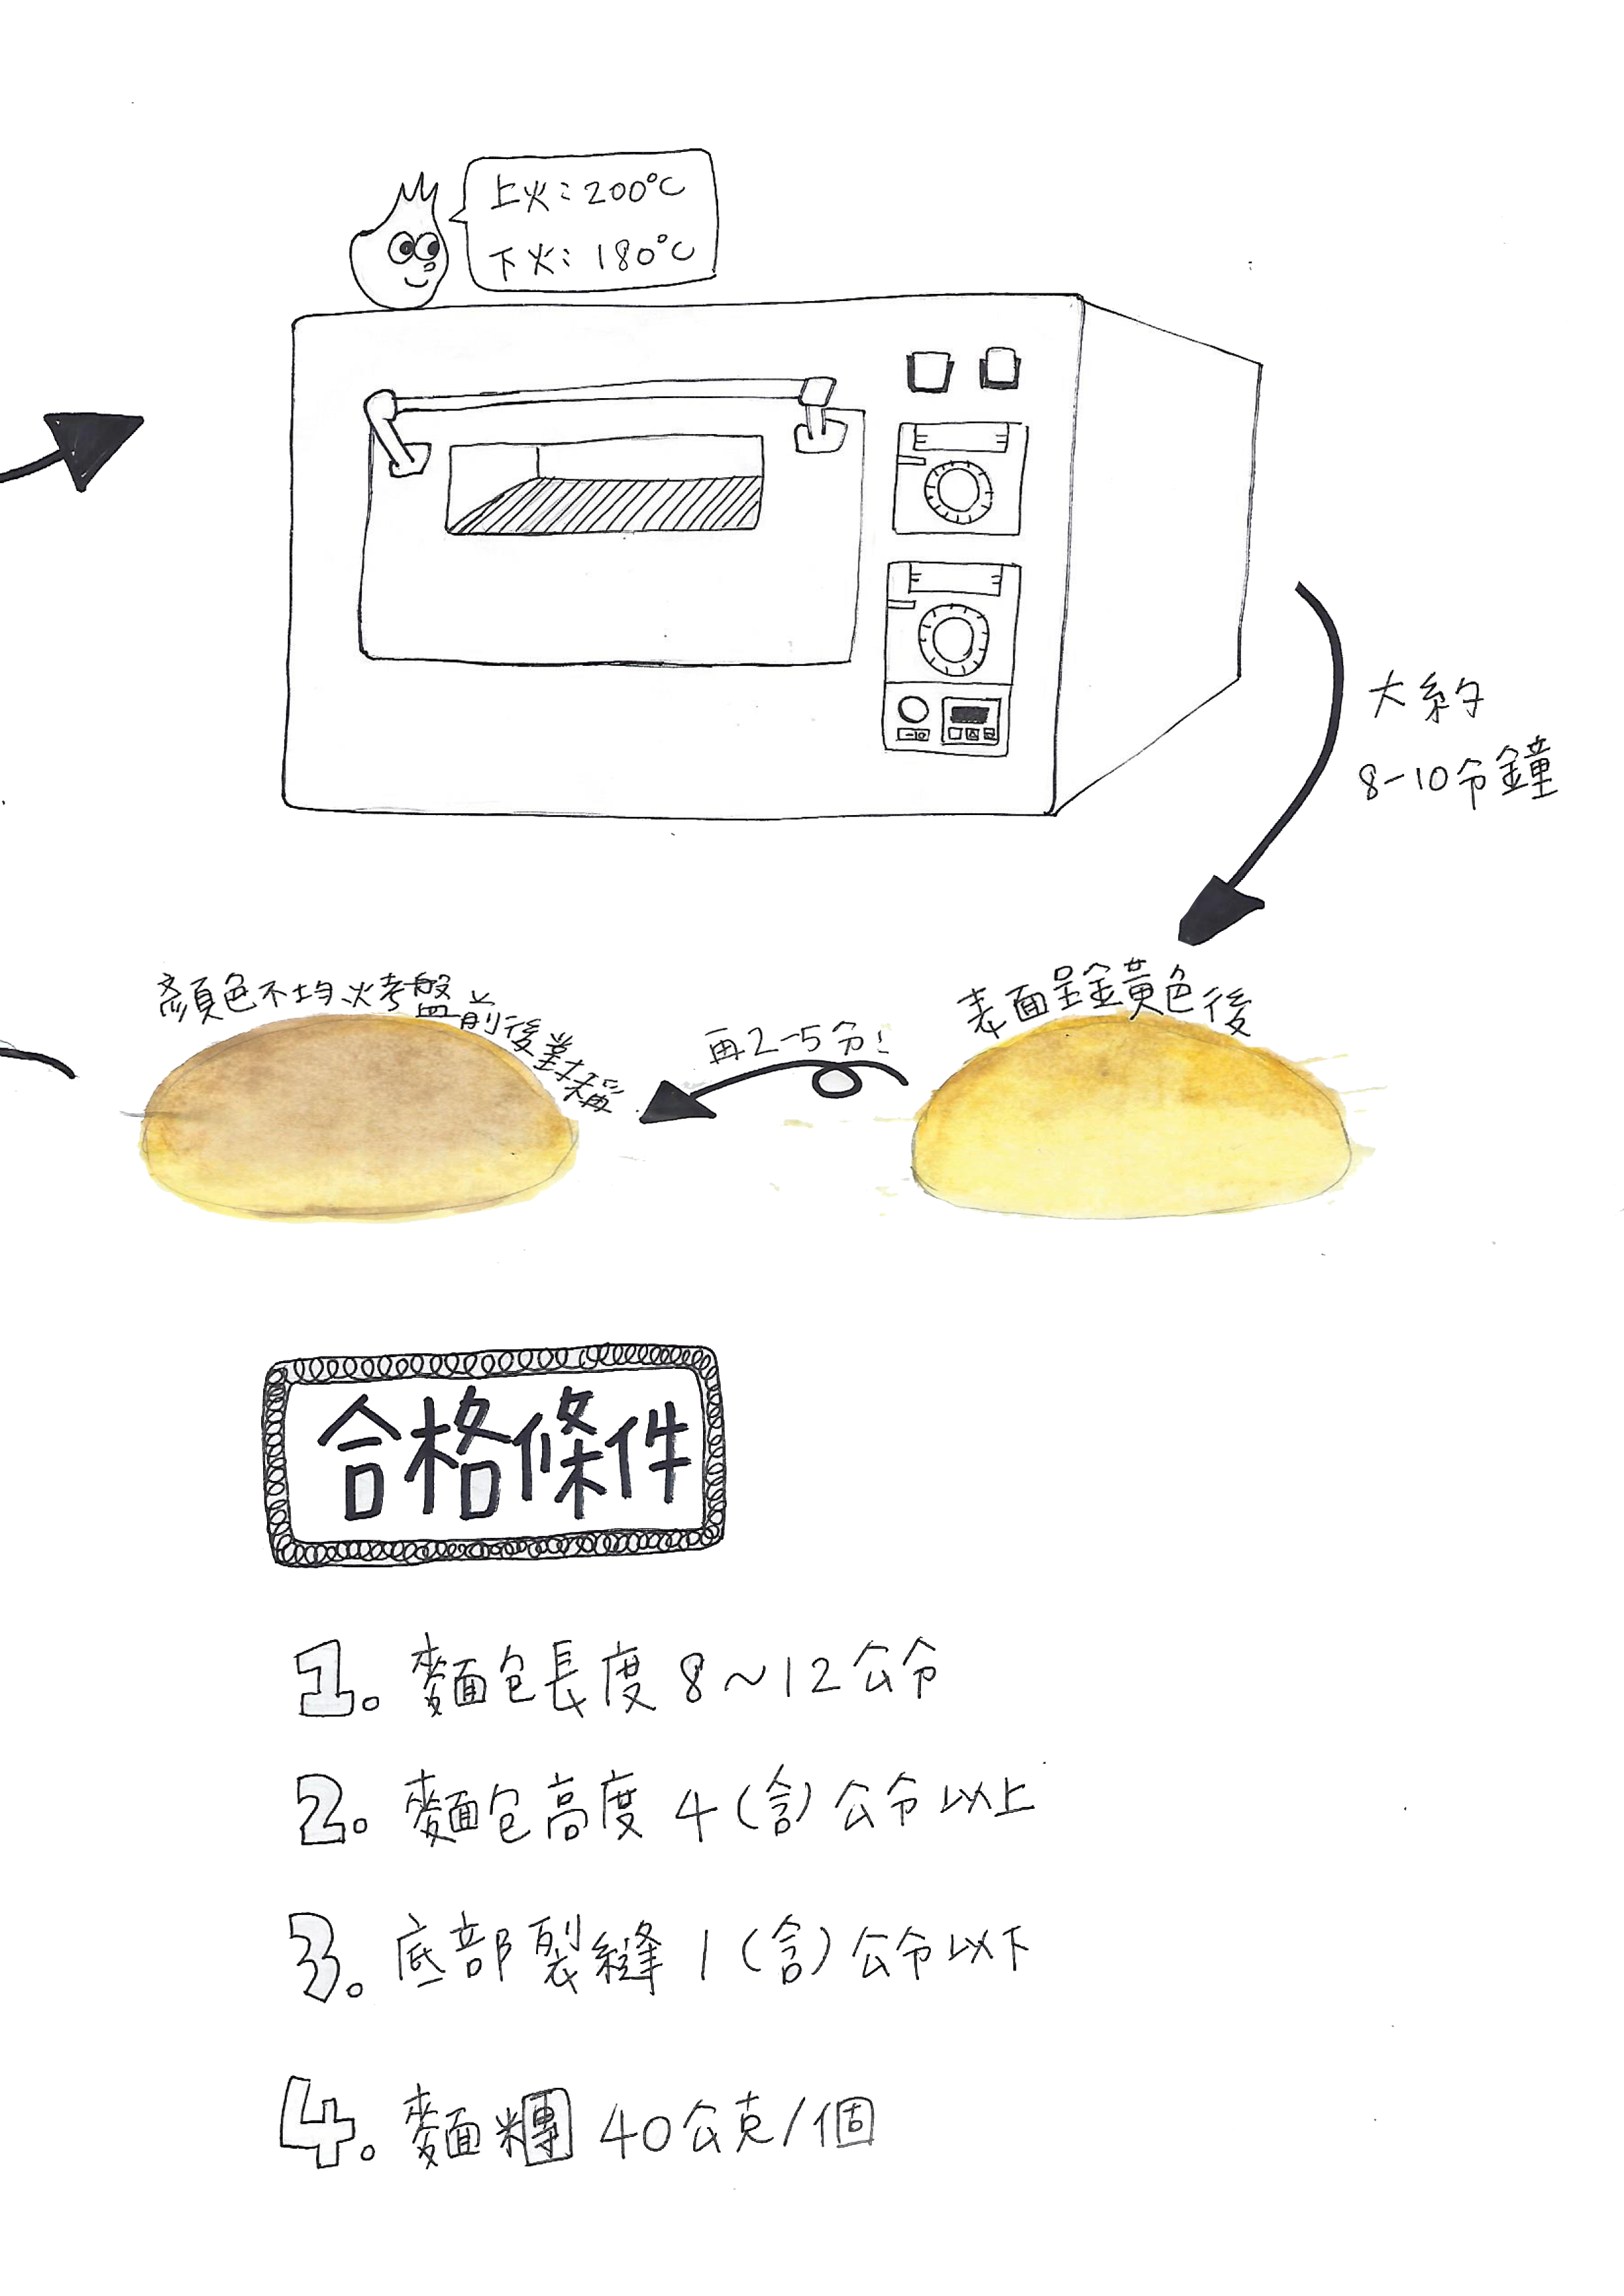 上火：200°C
下火：180°C
大約
8-10分鐘
表面呈金黃色後
再2-5分！
顏色不均，烤盤前後對稱
合格條件
1. 麵包長度 8～12公分
2. 麵包高度 4（含）公分以上
3. 底部裂縫 1（含）公分以下
4. 麵糰 40公克/個